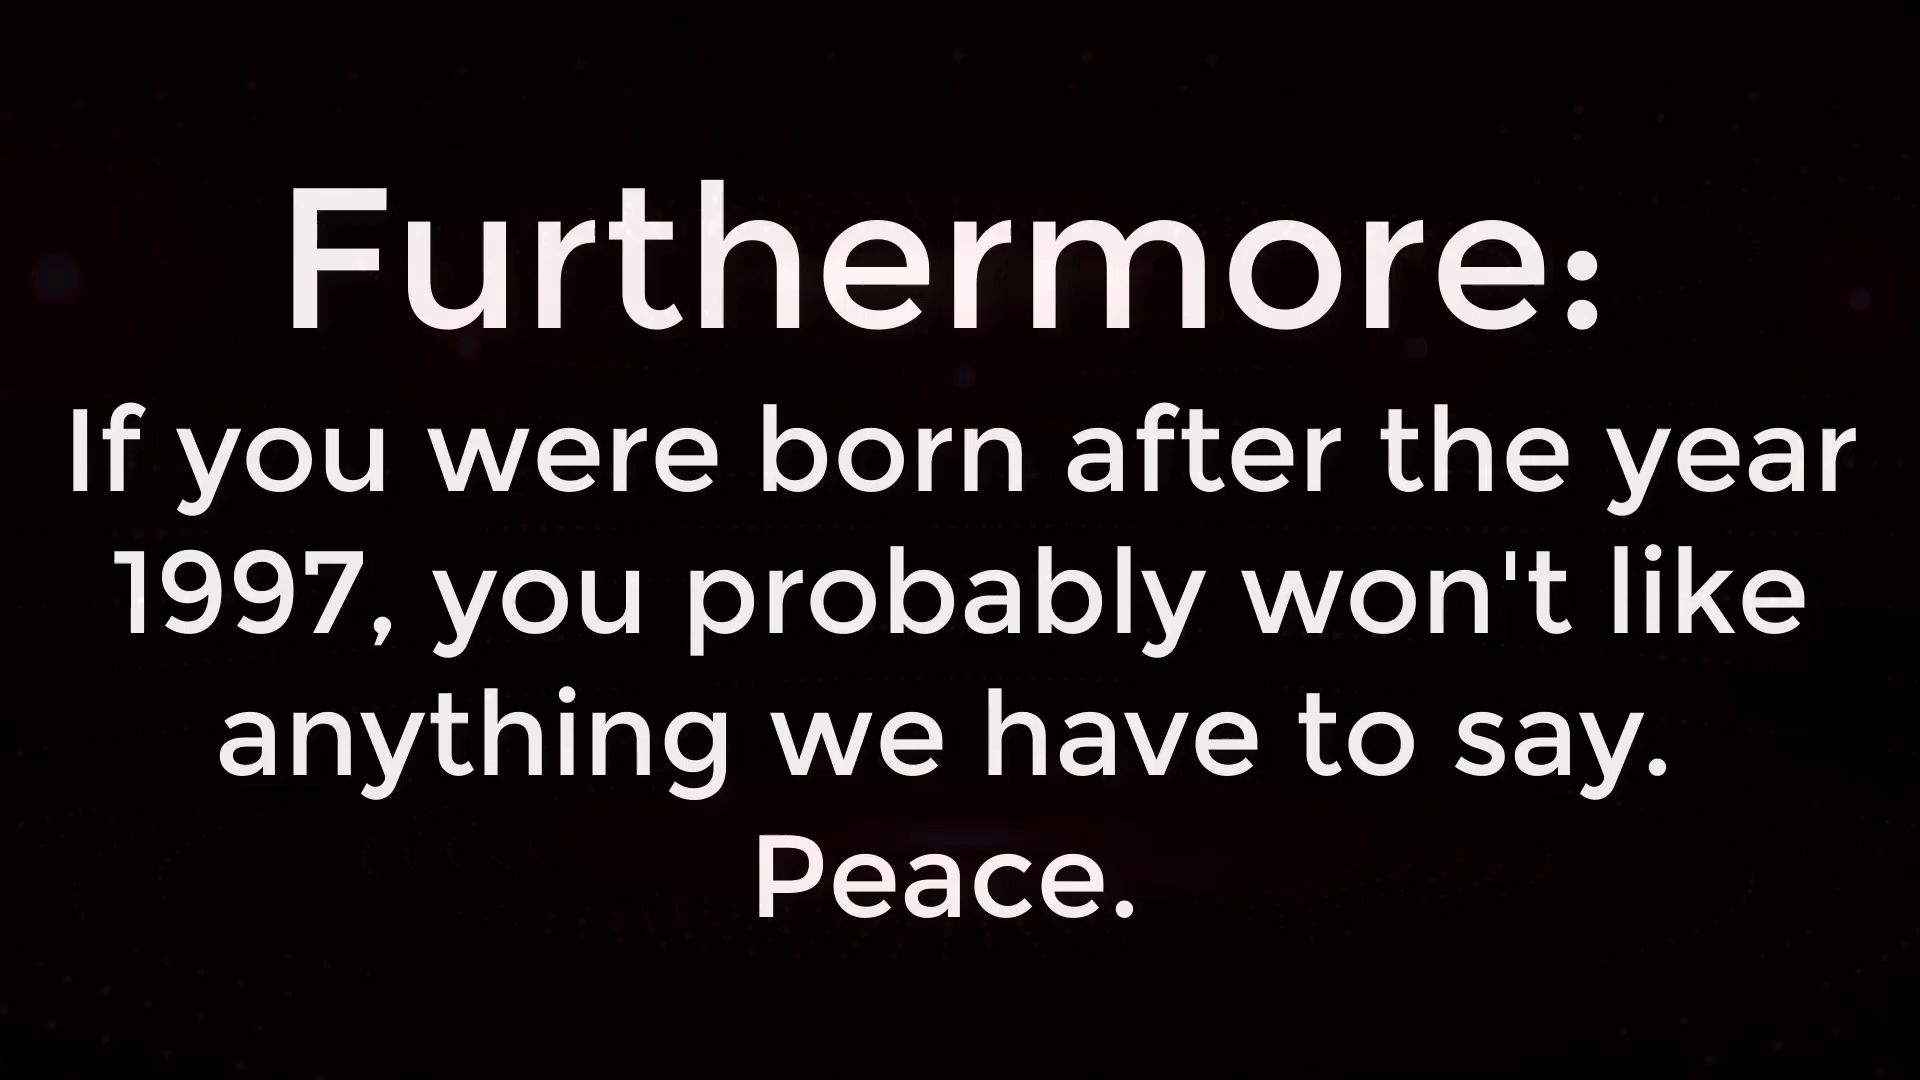 Furthermore:
If you were born after the year
1997, you probably won't like
anything we have to say.
Peace.